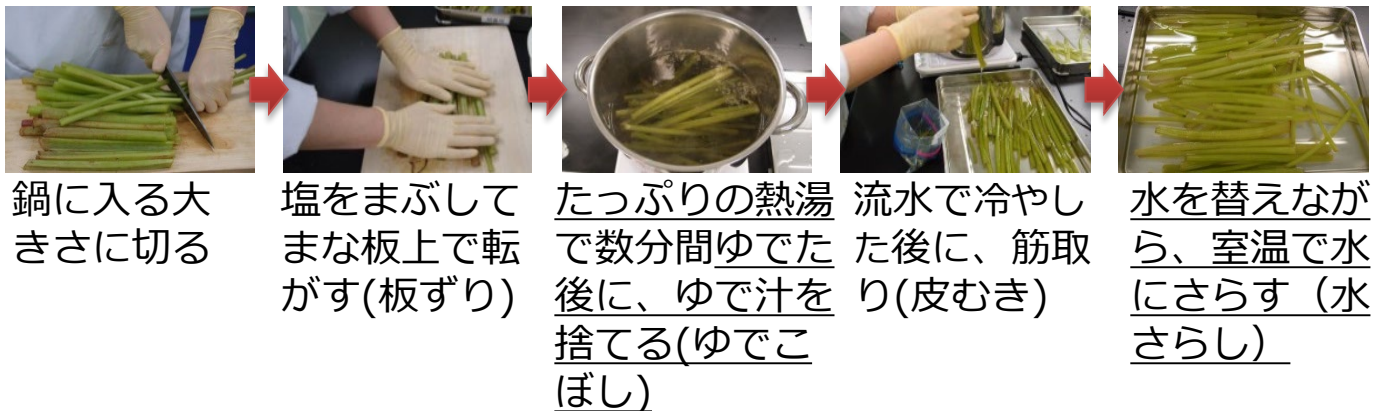 鍋に入る大
きさに切る
塩をまぶして
まな板上で転
がす(板ずり)
たっぷりの熱湯
で数分間ゆでた
後に、ゆで汁を
捨てる(ゆでこ
ぼし)
流水で冷やし
た後に、筋取
り(皮むき)
水を替えなが
ら、室温で水
にさらす（水
さらし）